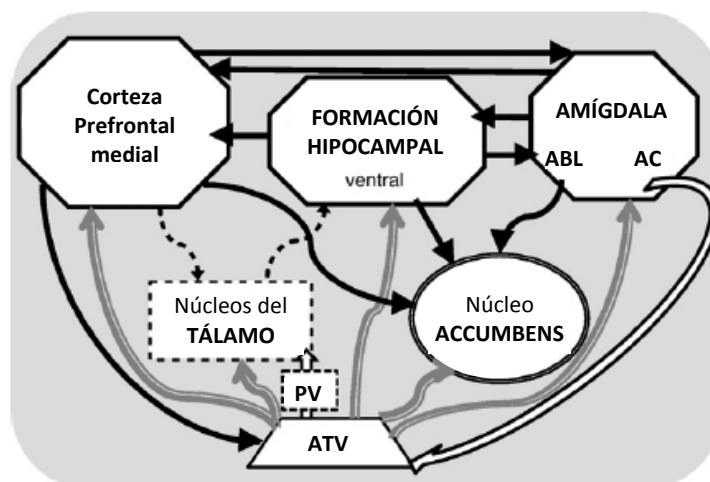 Corteza
Prefrontal
medial
FORMACIÓN
HIPOCAMPAL
ventral
AMÍGDALA
ABL AC
Núcleos del
TÁLAMO
Núcleo
ACCUMBENS
PV
ATV